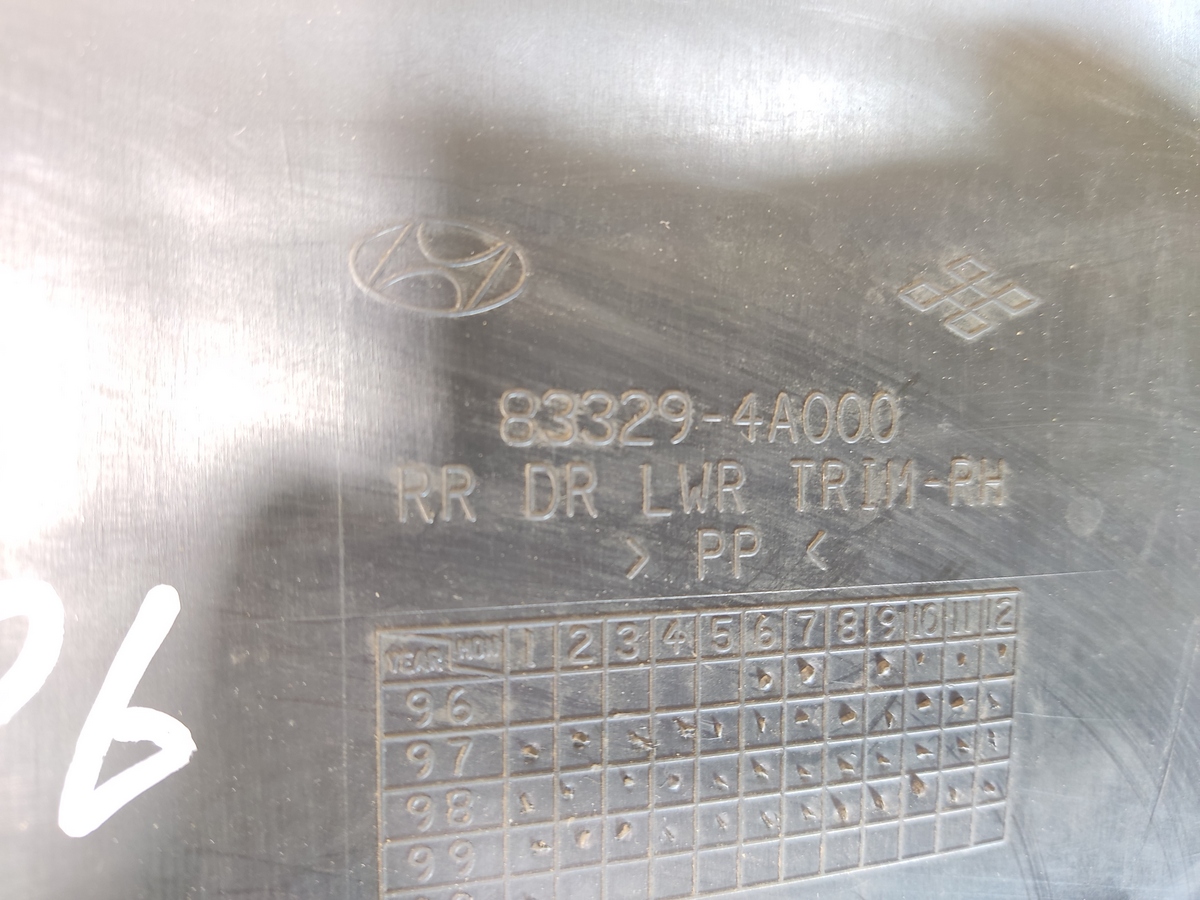 83329-4A000
RR DR LWR TRIM-RH
> PP <
YEAR MON 1 2 3 4 5 6 7 8 9 10 11 12
96
97
98
99